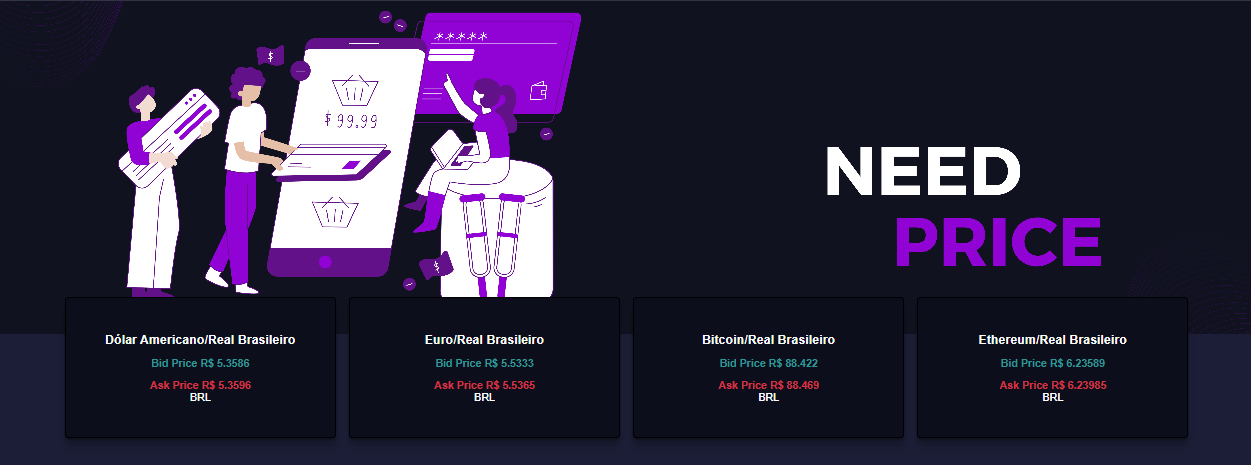 *****
$
$ 99.99
$
NEED
PRICE
Dólar Americano/Real Brasileiro
Bid Price R$ 5.3586
Ask Price R$ 5.3596
BRL
Euro/Real Brasileiro
Bid Price R$ 5.5333
Ask Price R$ 5.5365
BRL
Bitcoin/Real Brasileiro
Bid Price R$ 88.422
Ask Price R$ 88.469
BRL
Ethereum/Real Brasileiro
Bid Price R$ 6.23589
Ask Price R$ 6.23985
BRL